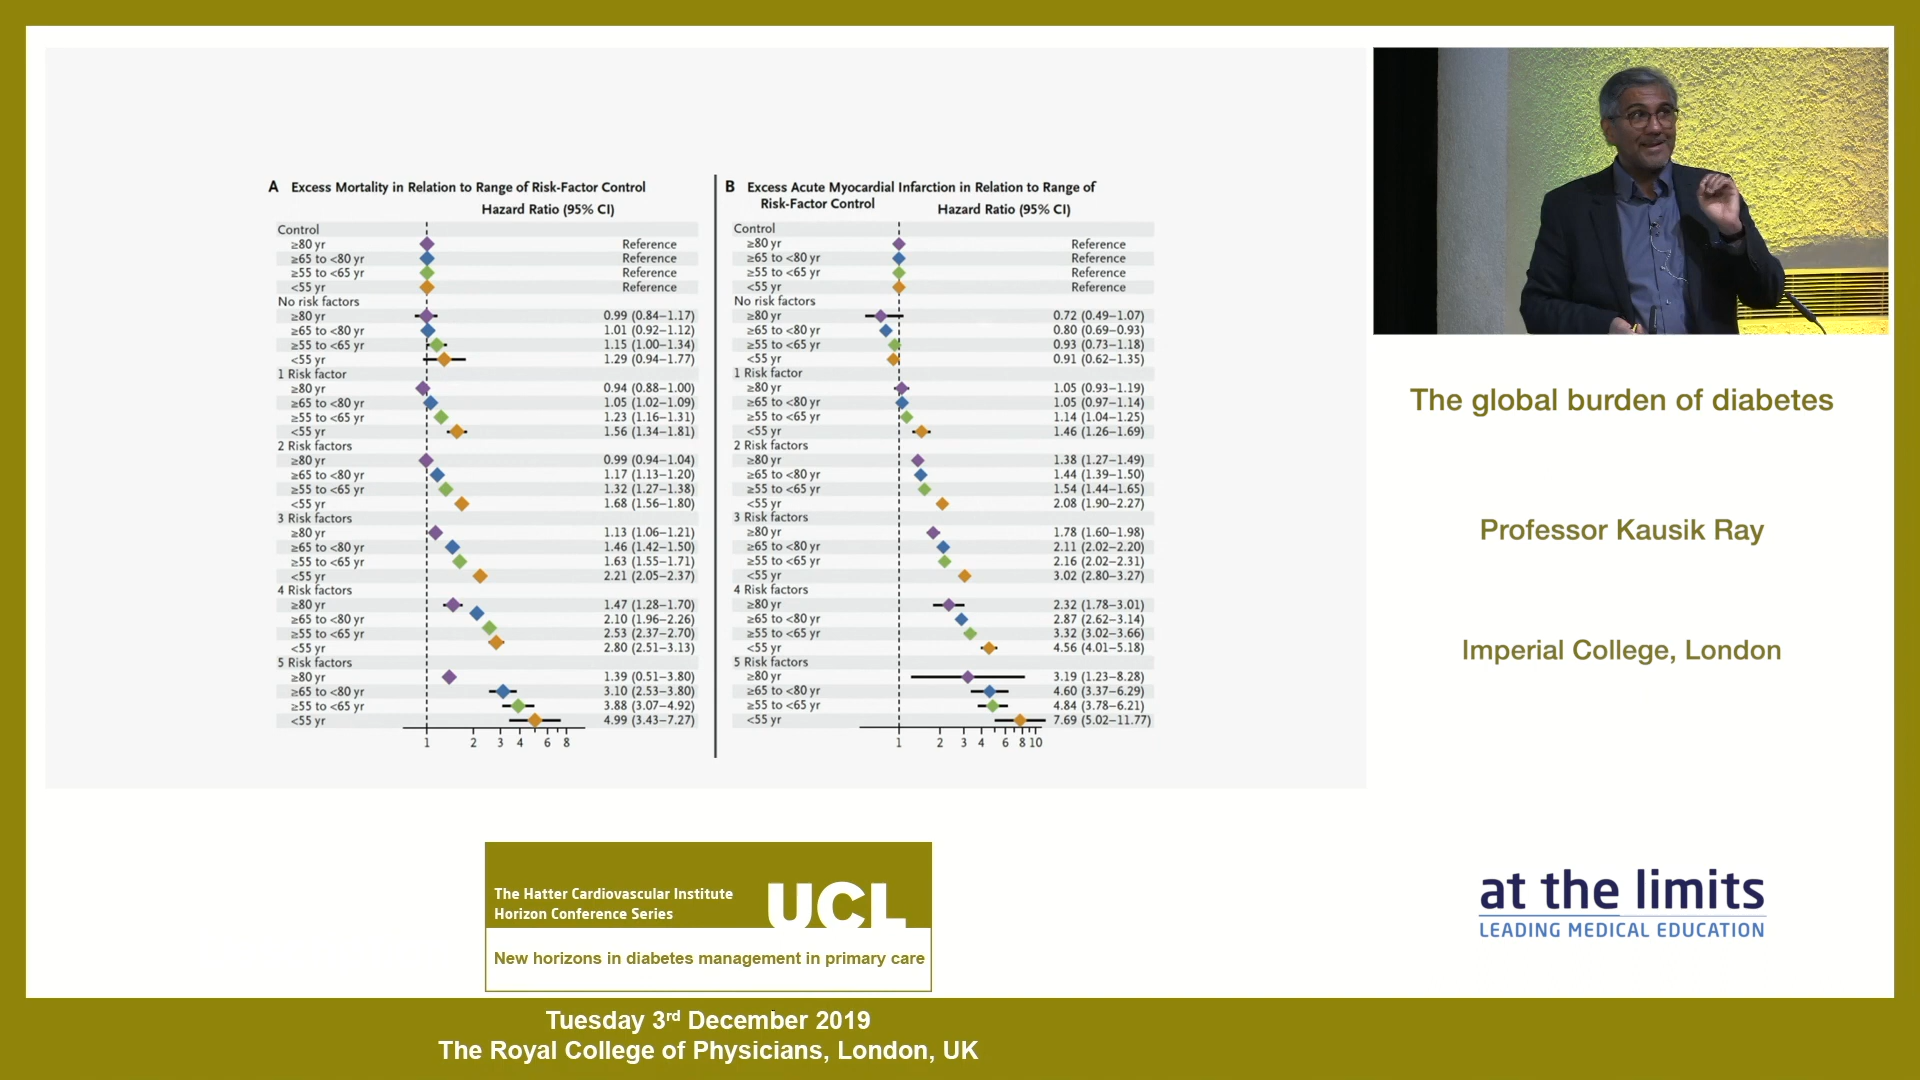 A Excess Mortality in Relation to Range of Risk-Factor Control
Hazard Ratio (95% CI)
Control
≥80 yr Reference
≥65 to <80 yr Reference
≥55 to <65 yr Reference
<55 yr Reference
No risk factors
≥80 yr 0.99 (0.84–1.17)
≥65 to <80 yr 1.01 (0.92–1.12)
≥55 to <65 yr 1.15 (1.00–1.34)
<55 yr 1.29 (0.94–1.77)
1 Risk factor
≥80 yr 0.94 (0.88–1.00)
≥65 to <80 yr 1.05 (1.02–1.09)
≥55 to <65 yr 1.23 (1.16–1.31)
<55 yr 1.56 (1.34–1.81)
2 Risk factors
≥80 yr 0.99 (0.94–1.04)
≥65 to <80 yr 1.17 (1.13–1.20)
≥55 to <65 yr 1.32 (1.27–1.38)
<55 yr 1.68 (1.56–1.80)
3 Risk factors
≥80 yr 1.13 (1.06–1.21)
≥65 to <80 yr 1.46 (1.42–1.50)
≥55 to <65 yr 1.63 (1.55–1.71)
<55 yr 2.21 (2.05–2.37)
4 Risk factors
≥80 yr 1.47 (1.28–1.70)
≥65 to <80 yr 2.10 (1.96–2.26)
≥55 to <65 yr 2.53 (2.37–2.70)
<55 yr 2.80 (2.51–3.13)
5 Risk factors
≥80 yr 1.39 (0.51–3.80)
≥65 to <80 yr 3.10 (2.53–3.80)
≥55 to <65 yr 3.88 (3.07–4.92)
<55 yr 4.99 (3.43–7.27)
1 2 3 4 6 8
B Excess Acute Myocardial Infarction in Relation to Range of
Risk-Factor Control
Hazard Ratio (95% CI)
Control
≥80 yr Reference
≥65 to <80 yr Reference
≥55 to <65 yr Reference
<55 yr Reference
No risk factors
≥80 yr 0.72 (0.49–1.07)
≥65 to <80 yr 0.80 (0.69–0.93)
≥55 to <65 yr 0.93 (0.73–1.18)
<55 yr 0.91 (0.62–1.35)
1 Risk factor
≥80 yr 1.05 (0.93–1.19)
≥65 to <80 yr 1.05 (0.97–1.14)
≥55 to <65 yr 1.14 (1.04–1.25)
<55 yr 1.46 (1.26–1.69)
2 Risk factors
≥80 yr 1.38 (1.27–1.49)
≥65 to <80 yr 1.44 (1.39–1.50)
≥55 to <65 yr 1.54 (1.44–1.65)
<55 yr 2.08 (1.90–2.27)
3 Risk factors
≥80 yr 1.78 (1.60–1.98)
≥65 to <80 yr 2.11 (2.02–2.20)
≥55 to <65 yr 2.16 (2.02–2.31)
<55 yr 3.02 (2.80–3.27)
4 Risk factors
≥80 yr 2.32 (1.78–3.01)
≥65 to <80 yr 2.87 (2.62–3.14)
≥55 to <65 yr 3.32 (3.02–3.66)
<55 yr 4.56 (4.01–5.18)
5 Risk factors
≥80 yr 3.19 (1.23–8.28)
≥65 to <80 yr 4.60 (3.37–6.29)
≥55 to <65 yr 4.84 (3.78–6.21)
<55 yr 7.69 (5.02–11.77)
1 2 3 4 6 8 10
The global burden of diabetes
Professor Kausik Ray
Imperial College, London
The Hatter Cardiovascular Institute
Horizon Conference Series
UCL
New horizons in diabetes management in primary care
at the limits
LEADING MEDICAL EDUCATION
Tuesday 3rd December 2019
The Royal College of Physicians, London, UK